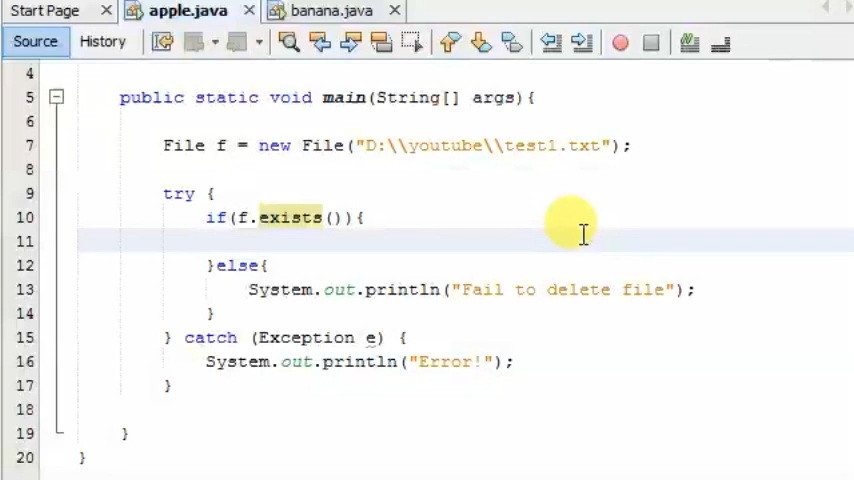 Start Page apple.java banana.java
Source History
4
5 public static void main(String[] args){
6
7 File f = new File("D:\\youtube\\test1.txt");
8
9 try {
10 if(f.exists()){
11
12 }else{
13 System.out.println("Fail to delete file");
14 }
15 } catch (Exception e) {
16 System.out.println("Error!");
17 }
18
19 }
20 }